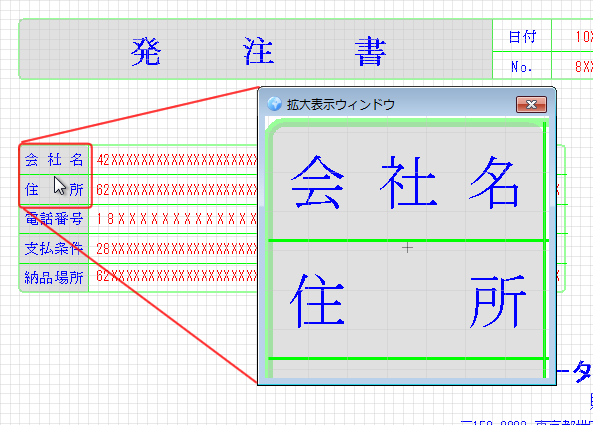 発 注 書
日付 10X
No. 8XX
拡大表示ウィンドウ
会 社 名 42XXXXXXXXXXXXXXXXXXX
住 所 62XXXXXXXXXXXXXXXXXXX
電話番号 18XXXXXXXXXXXXX
支払条件 28XXXXXXXXXXXXXXXXXXX
納品場所 62XXXXXXXXXXXXXXXXXXX
会 社 名
住 所